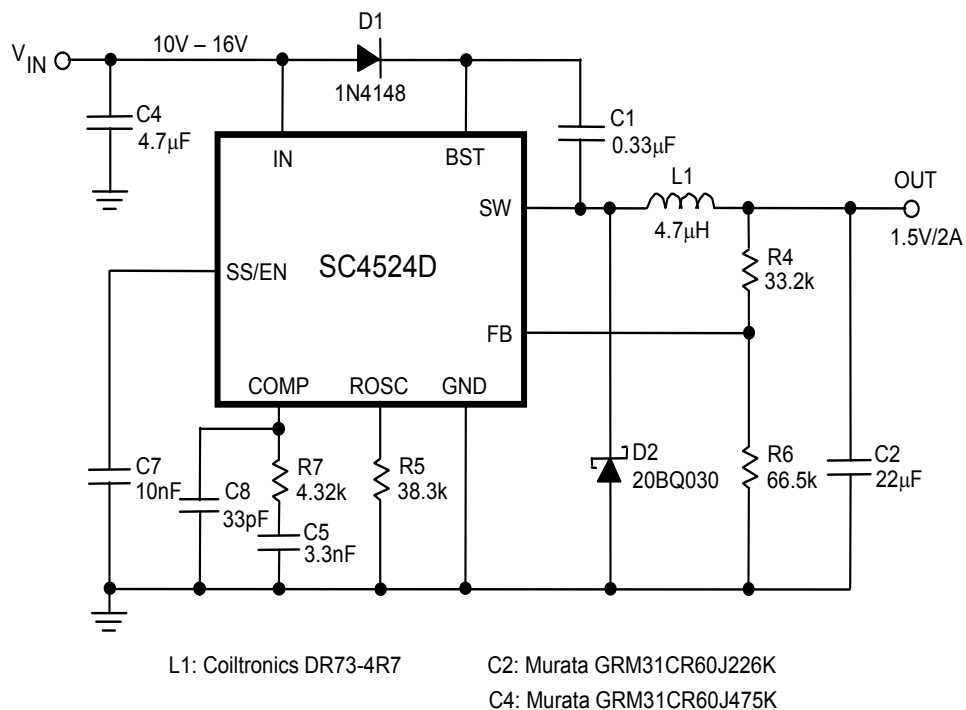 D1
10V – 16V
VIN
1N4148
C4
4.7µF
C1
0.33µF
IN
BST
L1
OUT
SW
4.7µH
1.5V/2A
SS/EN
SC4524D
R4
33.2k
FB
COMP
ROSC
GND
C7
10nF
C8
33pF
R7
4.32k
R5
38.3k
D2
20BQ030
R6
66.5k
C2
22µF
C5
3.3nF
L1: Coiltronics DR73-4R7
C2: Murata GRM31CR60J226K
C4: Murata GRM31CR60J475K